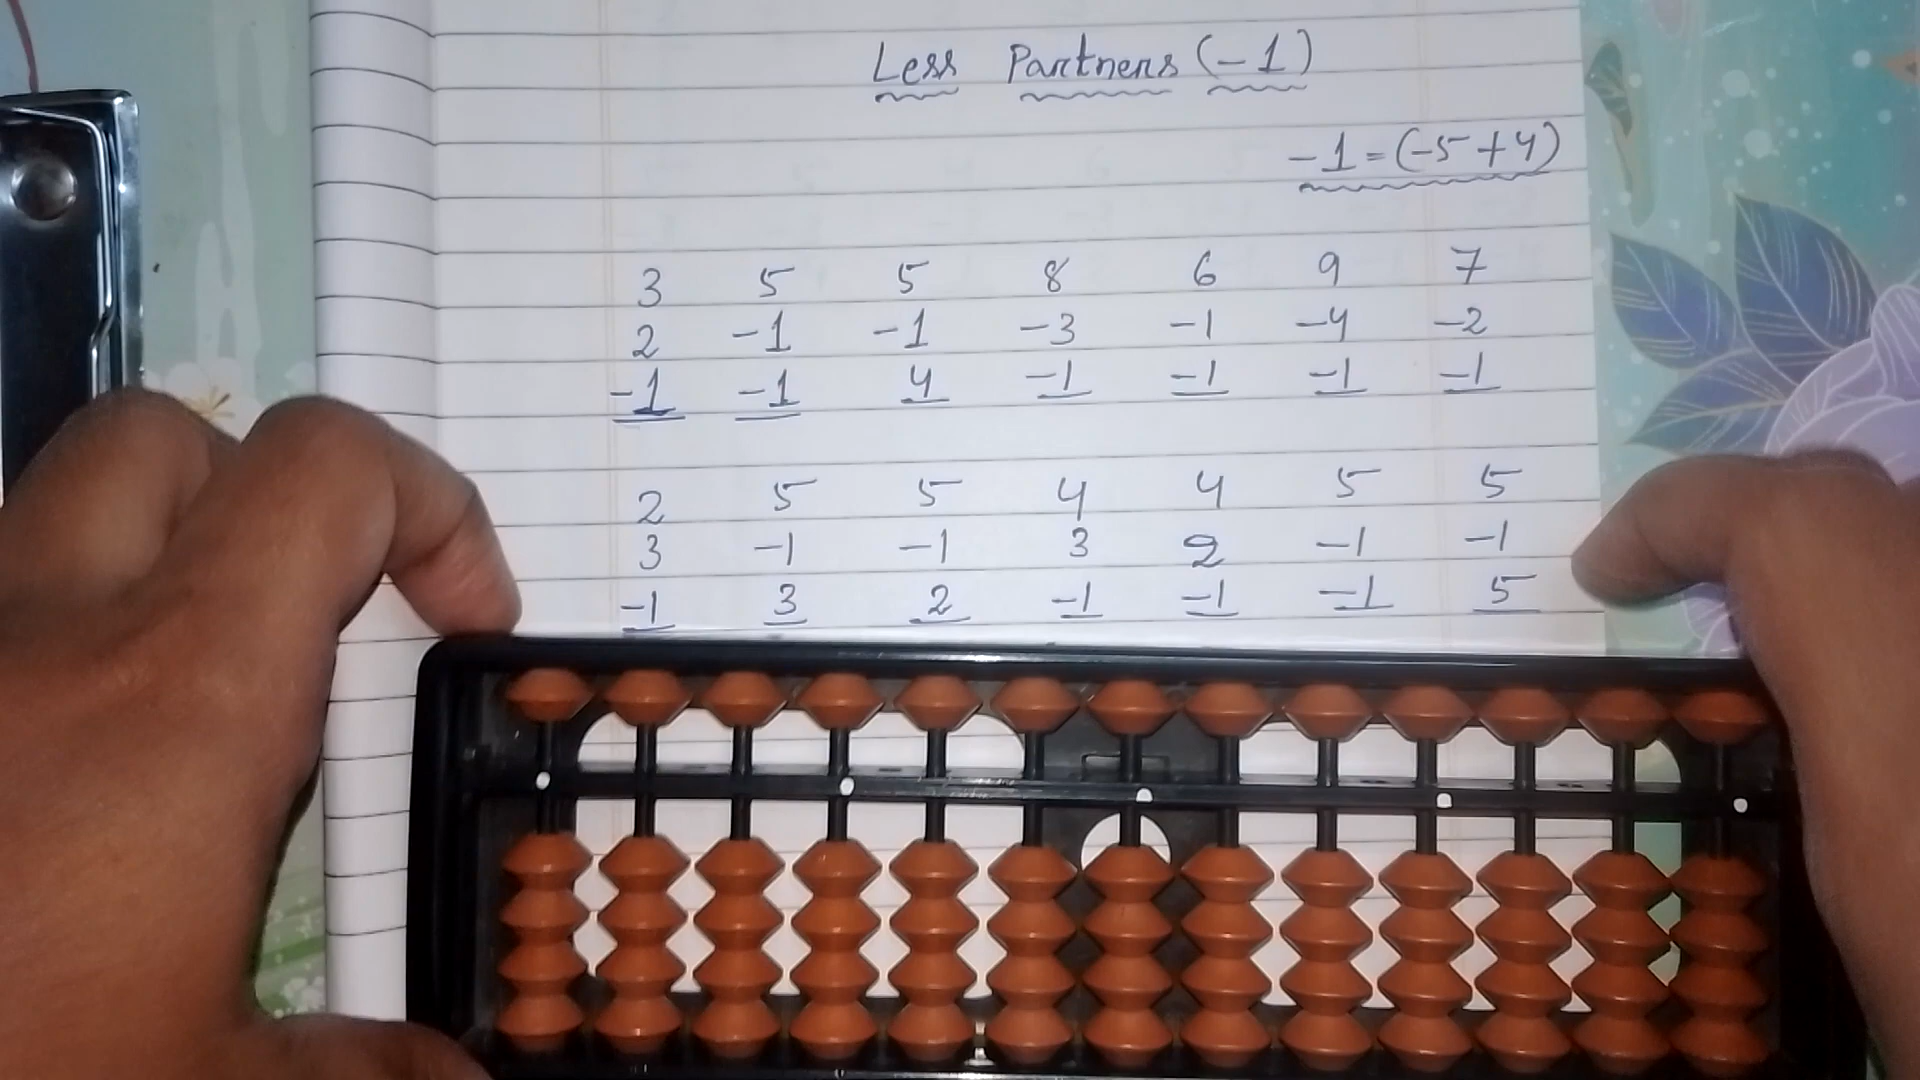 Less Partners (-1)
-1=(-5+4)
3 5 5 8 6 9 7
2 -1 -1 -3 -1 -4 -2
-1 -1 4 -1 -1 -1 -1
2 5 5 4 4 5 5
3 -1 -1 3 2 -1 -1
-1 3 2 -1 -1 -1 5